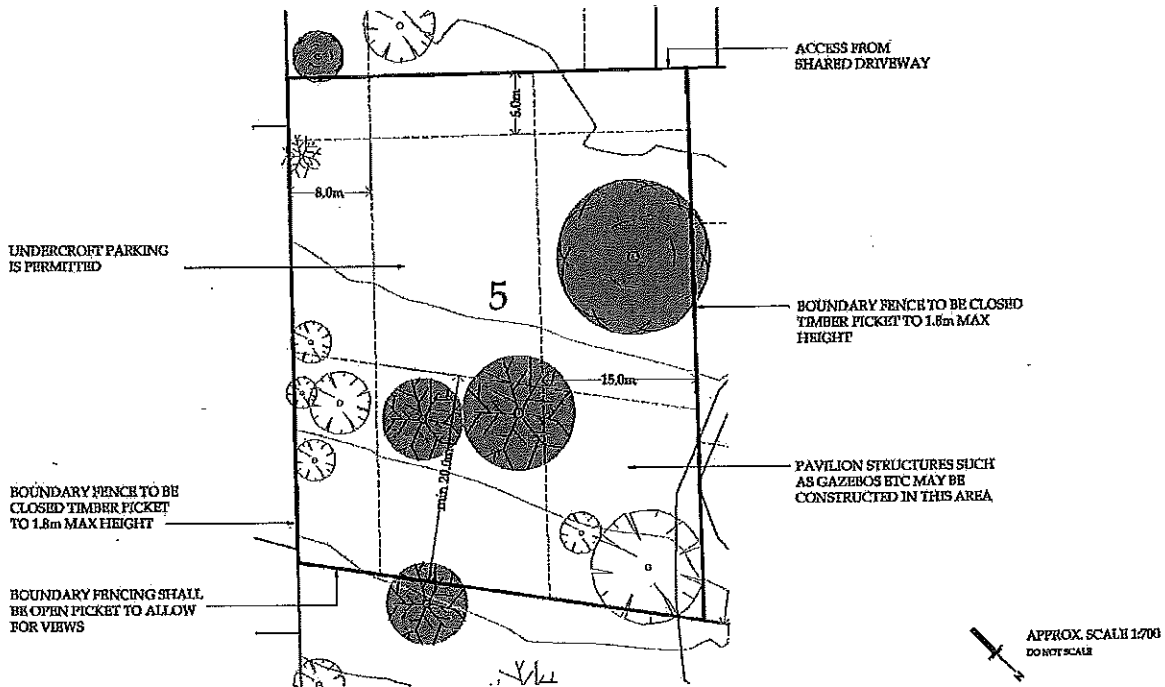 ACCESS FROM
SHARED DRIVEWAY
5.0m
8.0m
UNDERCROFT PARKING
IS PERMITTED
5
BOUNDARY FENCE TO BE CLOSED
TIMBER PICKET TO 1.8m MAX
HEIGHT
15.0m
min 20.0m
PAVILION STRUCTURES SUCH
AS GAZEBOS ETC MAY BE
CONSTRUCTED IN THIS AREA
BOUNDARY FENCE TO BE
CLOSED TIMBER PICKET
TO 1.8m MAX HEIGHT
BOUNDARY FENCING SHALL
BE OPEN PICKET TO ALLOW
FOR VIEWS
APPROX. SCALE 1:700
DO NOT SCALE
N